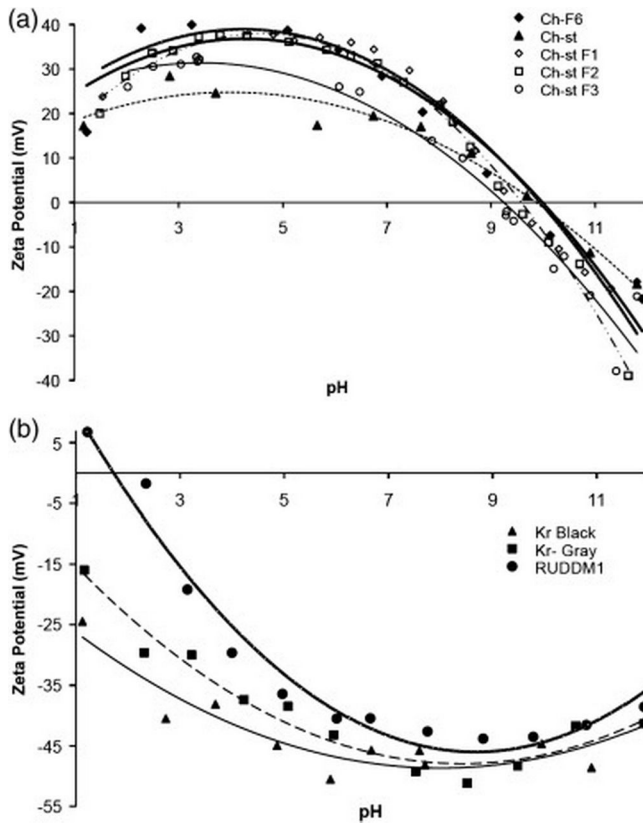 (a)
40
30
20
10
0
-10
-20
-30
-40
Zeta Potential (mV)
1 3 5 7 9 11
pH
Ch-F6
Ch-st
Ch-st F1
Ch-st F2
Ch-st F3
(b)
5
-5
-15
-25
-35
-45
-55
Zeta Potential (mV)
1 3 5 7 9 11
pH
Kr Black
Kr- Gray
RUDDM1